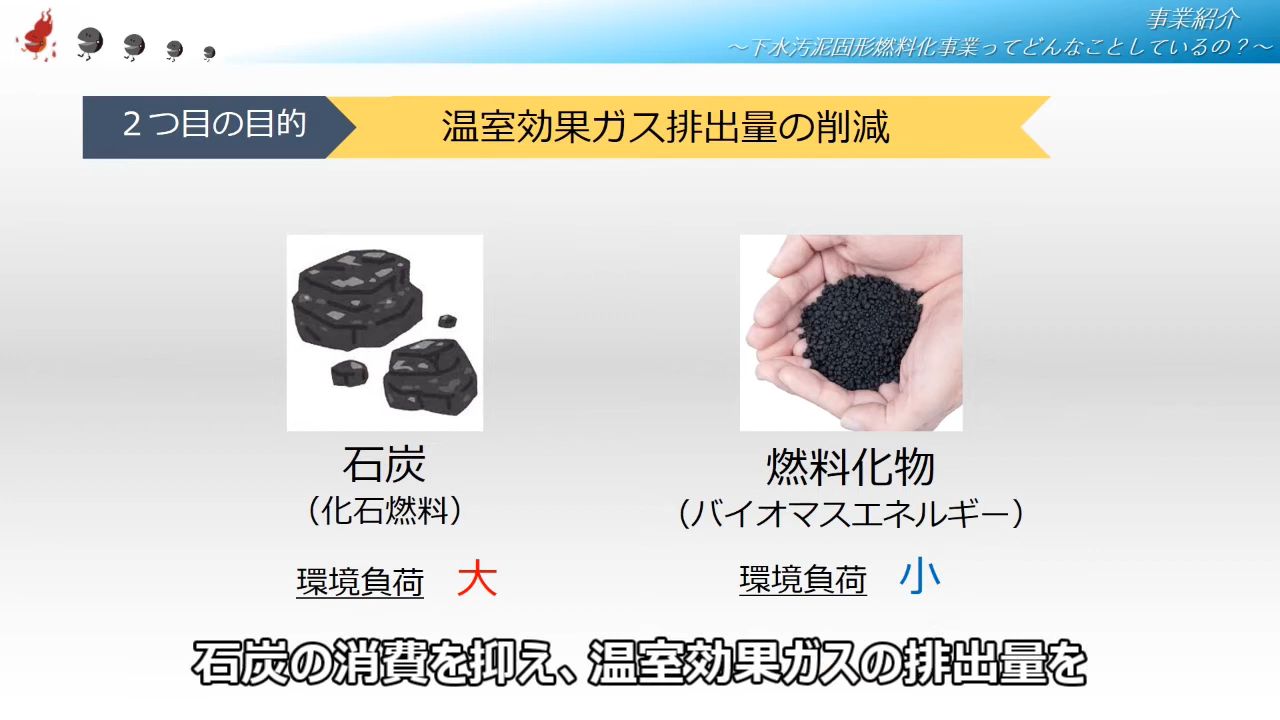 事業紹介
～下水汚泥固形燃料化事業ってどんなことしているの？～
２つ目の目的
温室効果ガス排出量の削減
石炭
（化石燃料）
環境負荷 大
燃料化物
（バイオマスエネルギー）
環境負荷 小
石炭の消費を抑え、温室効果ガスの排出量を